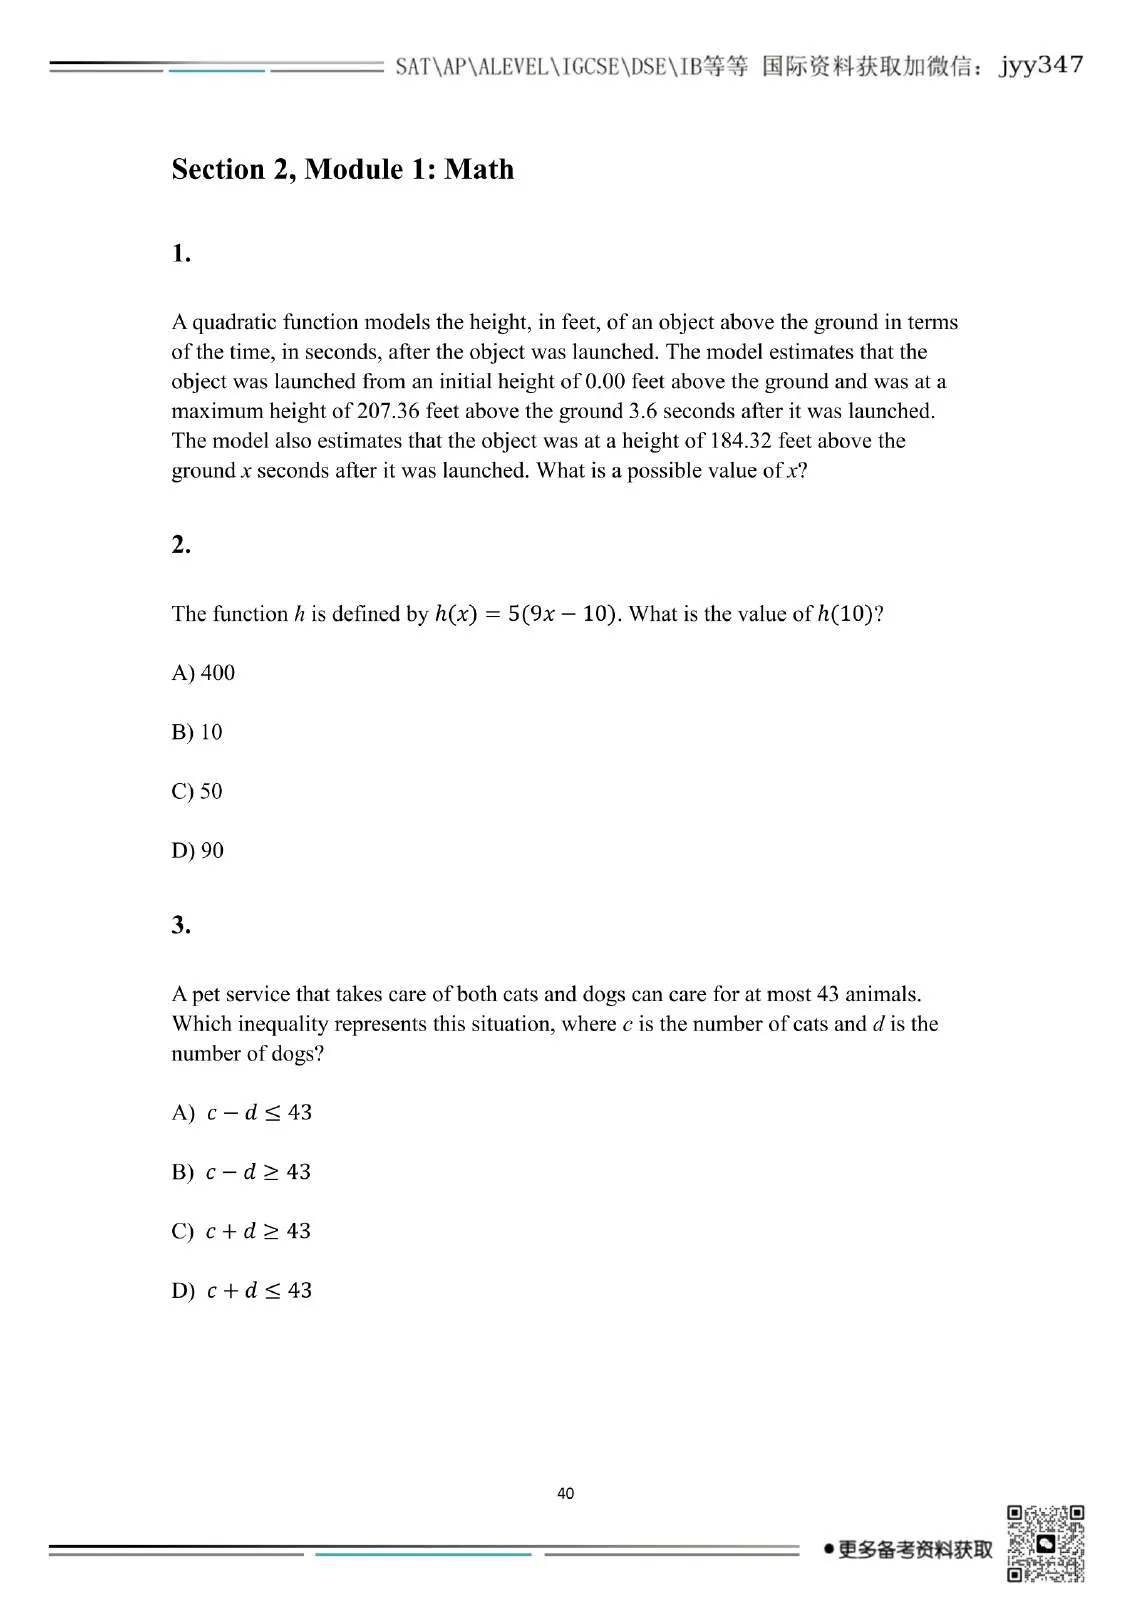 SAT\AP\ALEVEL\IGCSE\DSE\IB等等 国际资料获取加微信： jyy347
Section 2, Module 1: Math
1.
A quadratic function models the height, in feet, of an object above the ground in terms
of the time, in seconds, after the object was launched. The model estimates that the
object was launched from an initial height of 0.00 feet above the ground and was at a
maximum height of 207.36 feet above the ground 3.6 seconds after it was launched.
The model also estimates that the object was at a height of 184.32 feet above the
ground x seconds after it was launched. What is a possible value of x?
2.
The function h is defined by h(x) = 5(9x − 10). What is the value of h(10)?
A) 400
B) 10
C) 50
D) 90
3.
A pet service that takes care of both cats and dogs can care for at most 43 animals.
Which inequality represents this situation, where c is the number of cats and d is the
number of dogs?
A) c − d ≤ 43
B) c − d ≥ 43
C) c + d ≥ 43
D) c + d ≤ 43
40
●更多备考资料获取